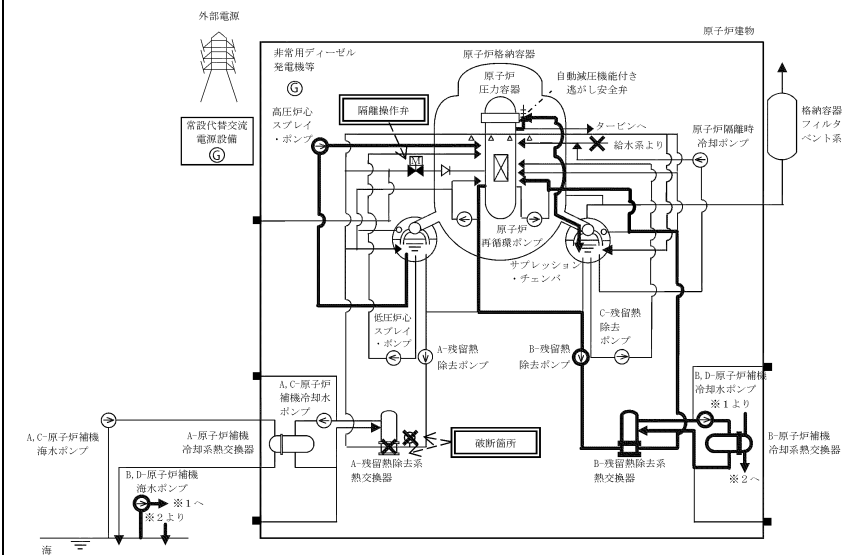 外部電源
原子炉建物
非常用ディーゼル
発電機等
G
原子炉格納容器
原子炉
圧力容器
自動減圧機能付き
逃がし安全弁
隔離操作弁
高圧炉心
スプレイ
・ポンプ
常設代替交流
電源設備
G
タービンへ
給水系より
原子炉隔離時
冷却ポンプ
格納容器
フィルタ
ベント系
原子炉
再循環ポンプ
サプレッション
・チェンバ
低圧炉心
スプレイ
・ポンプ
A-残留熱
除去ポンプ
B-残留熱
除去ポンプ
C-残留熱
除去
ポンプ
A,C-原子炉
補機冷却水
ポンプ
B,D-原子炉補機
冷却水ポンプ
※1より
A,C-原子炉補機
海水ポンプ
A-原子炉補機
冷却系熱交換器
破断箇所
B-原子炉補機
冷却系熱交換器
A-残留熱除去系
熱交換器
B-残留熱除去系
熱交換器
※2へ
B,D-原子炉補機
海水ポンプ
※1へ
※2より
海